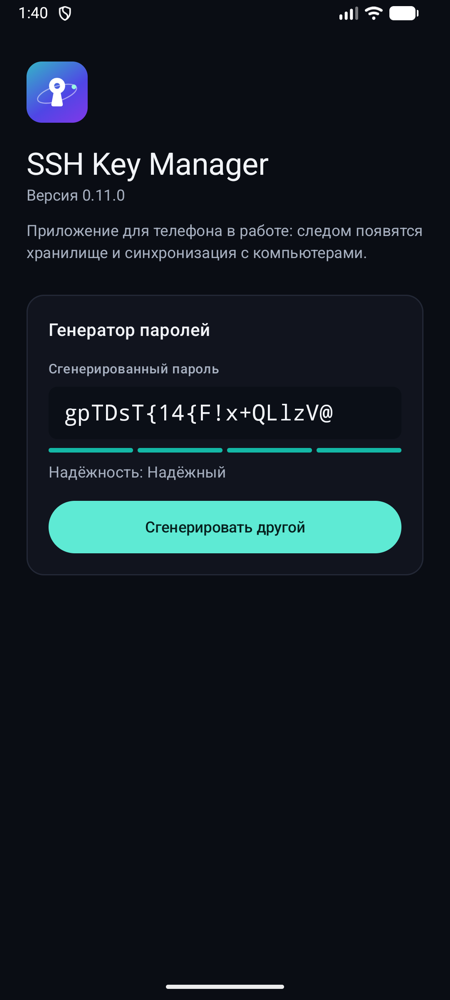 1:40
SSH Key Manager
Версия 0.11.0
Приложение для телефона в работе: следом появятся
хранилище и синхронизация с компьютерами.
Генератор паролей
Сгенерированный пароль
gpTDsT{14{F!x+QLlzV@
Надёжность: Надёжный
Сгенерировать другой